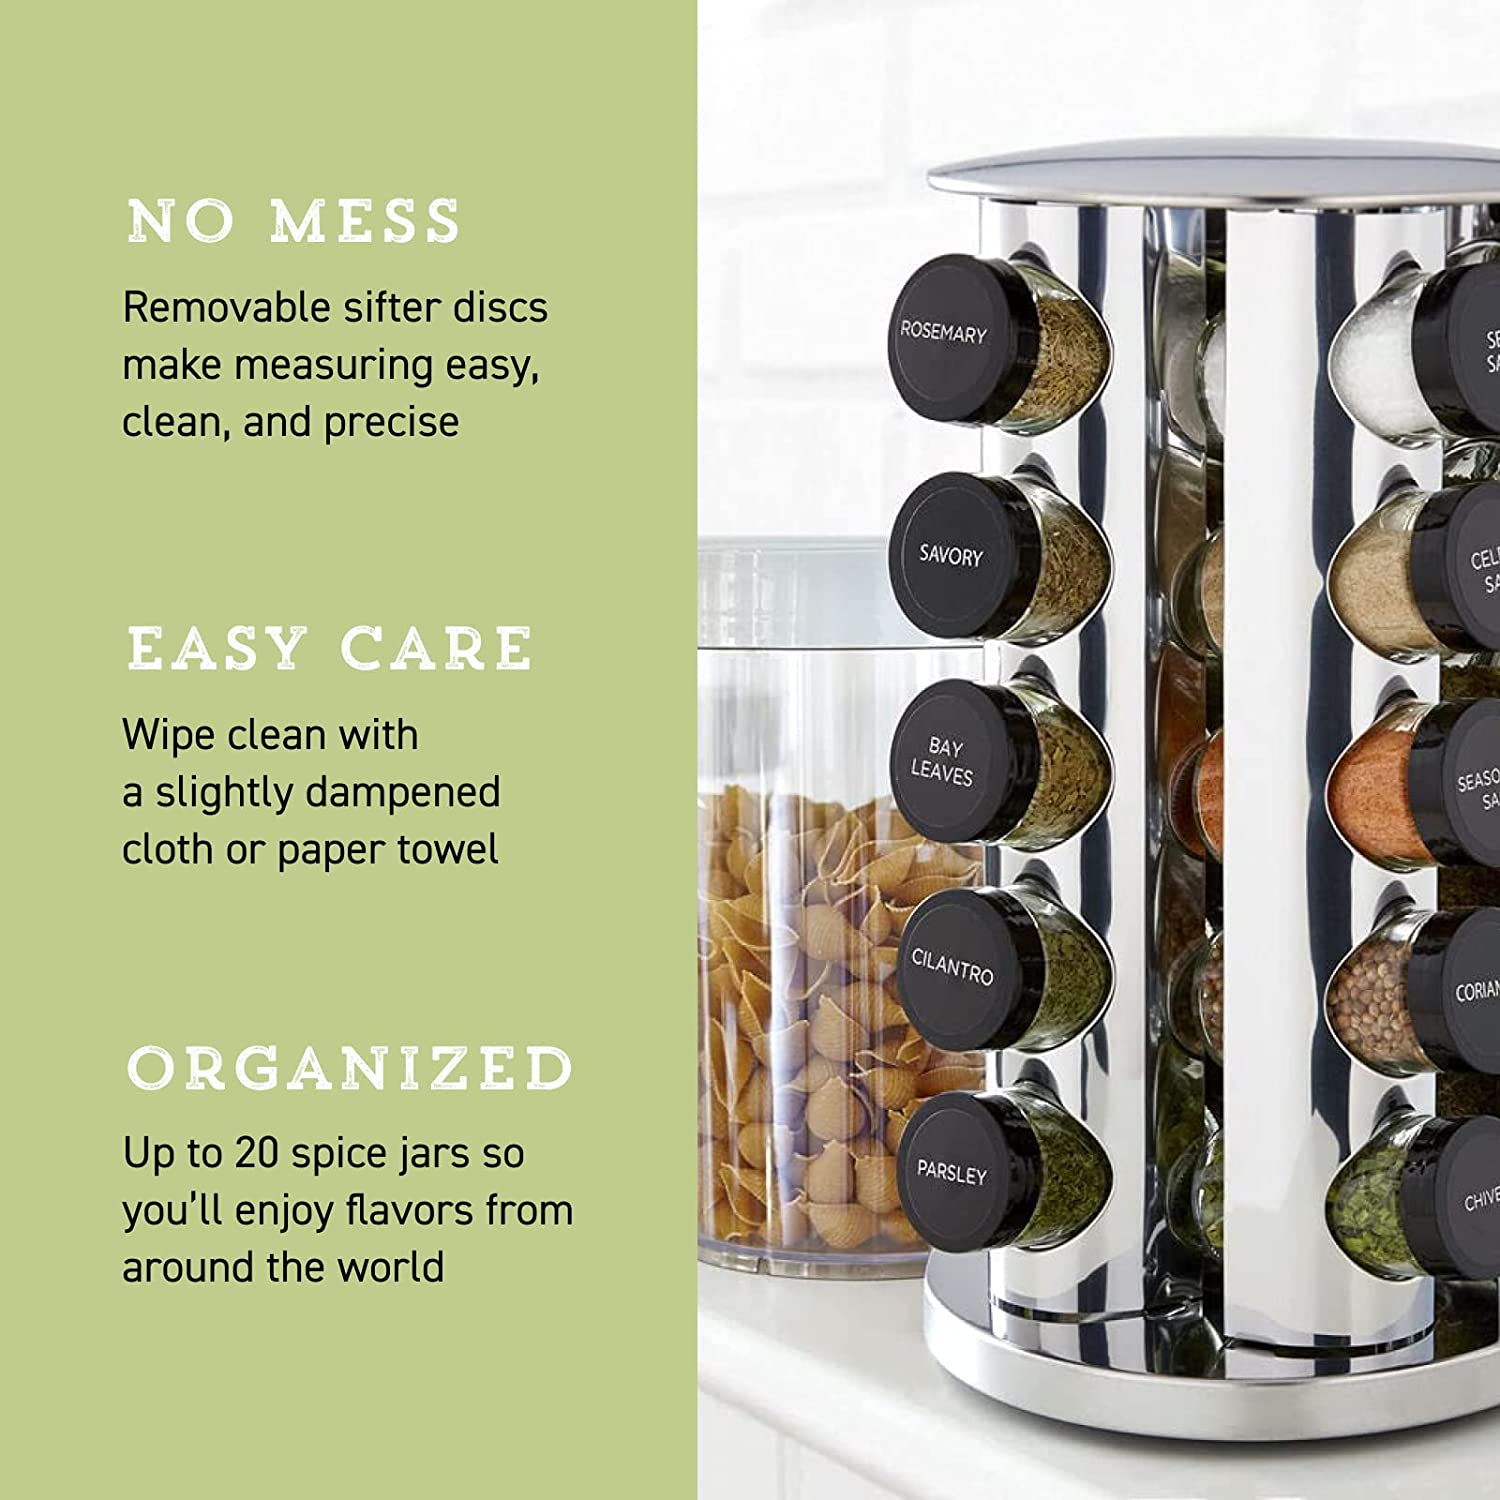 NO MESS
Removable sifter discs
make measuring easy,
clean, and precise
EASY CARE
Wipe clean with
a slightly dampened
cloth or paper towel
ORGANIZED
Up to 20 spice jars so
you'll enjoy flavors from
around the world
ROSEMARY
SAVORY
BAY
LEAVES
CILANTRO
PARSLEY